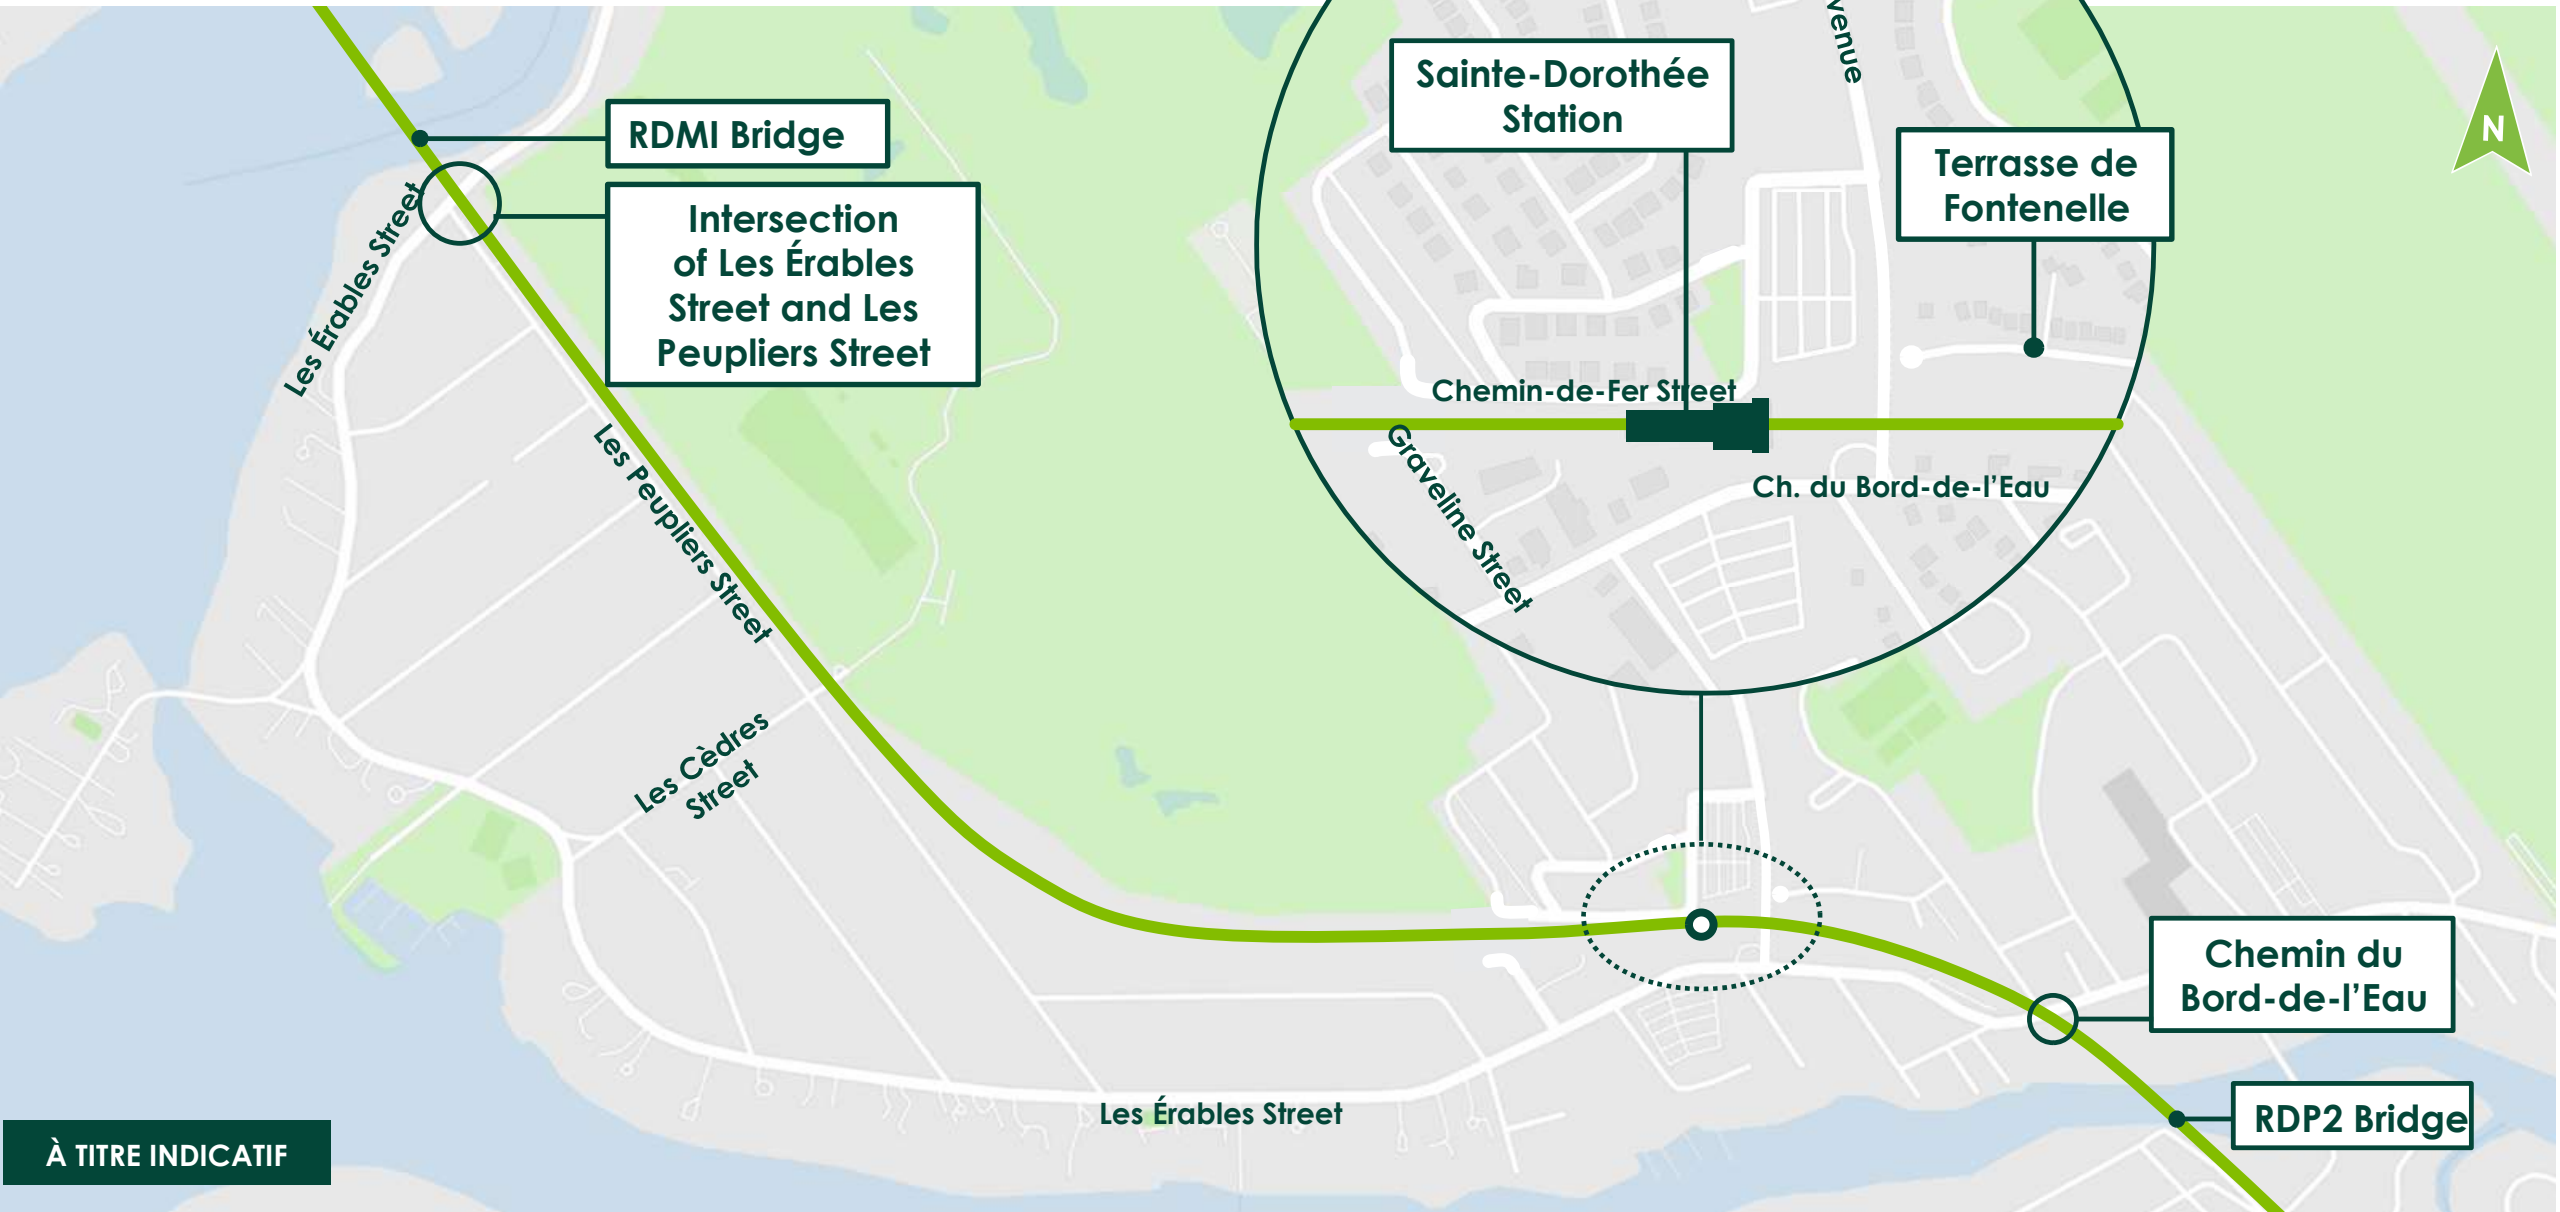 Sainte-Dorothée
Station
N
RDMI Bridge
Terrasse de
Fontenelle
Intersection
of Les Érables
Street and Les
Peupliers Street
Les Érables Street
Chemin-de-Fer Street
Les Peupliers Street
Graveline Street
Ch. du Bord-de-l'Eau
Les Cèdres
Street
Chemin du
Bord-de-l'Eau
Les Érables Street
RDP2 Bridge
À TITRE INDICATIF